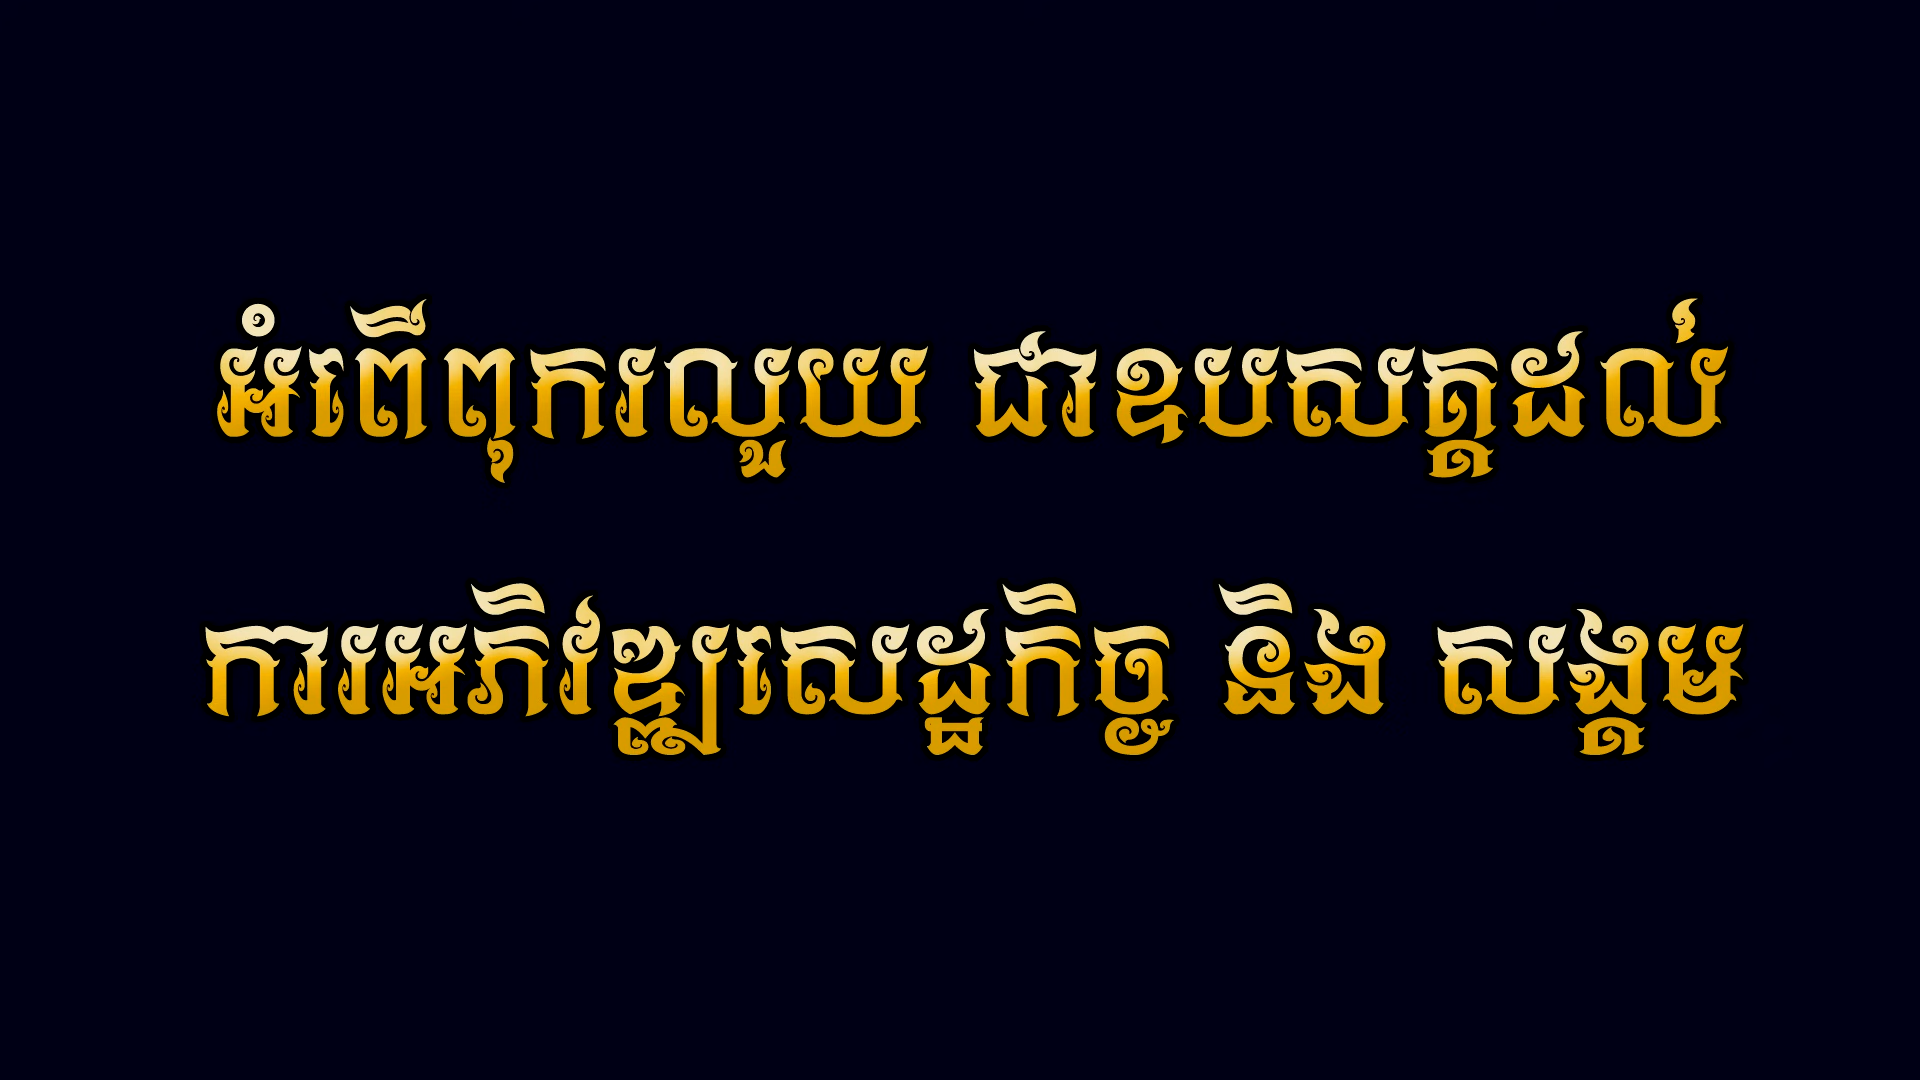 អំពើពុករលួយ ជាឧបសគ្គដល់
ការអភិវឌ្ឍសេដ្ឋកិច្ច និង សង្គម